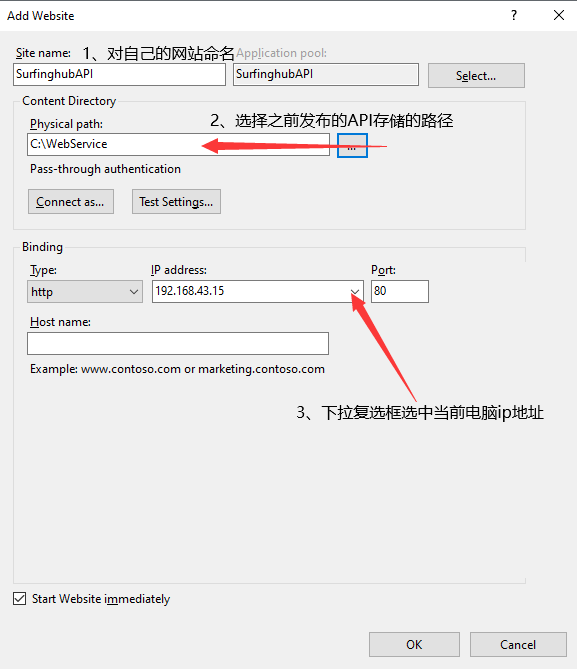 Add Website
?
Site name:
1、对自己的网站命名
Application pool:
SurfinghubAPI
SurfinghubAPI
Select...
Content Directory
Physical path:
2、选择之前发布的API存储的路径
C:\WebService
...
Pass-through authentication
Connect as...
Test Settings...
Binding
Type:
IP address:
Port:
http
192.168.43.15
80
Host name:
Example: www.contoso.com or marketing.contoso.com
3、下拉复选框选中当前电脑ip地址
Start Website immediately
OK
Cancel